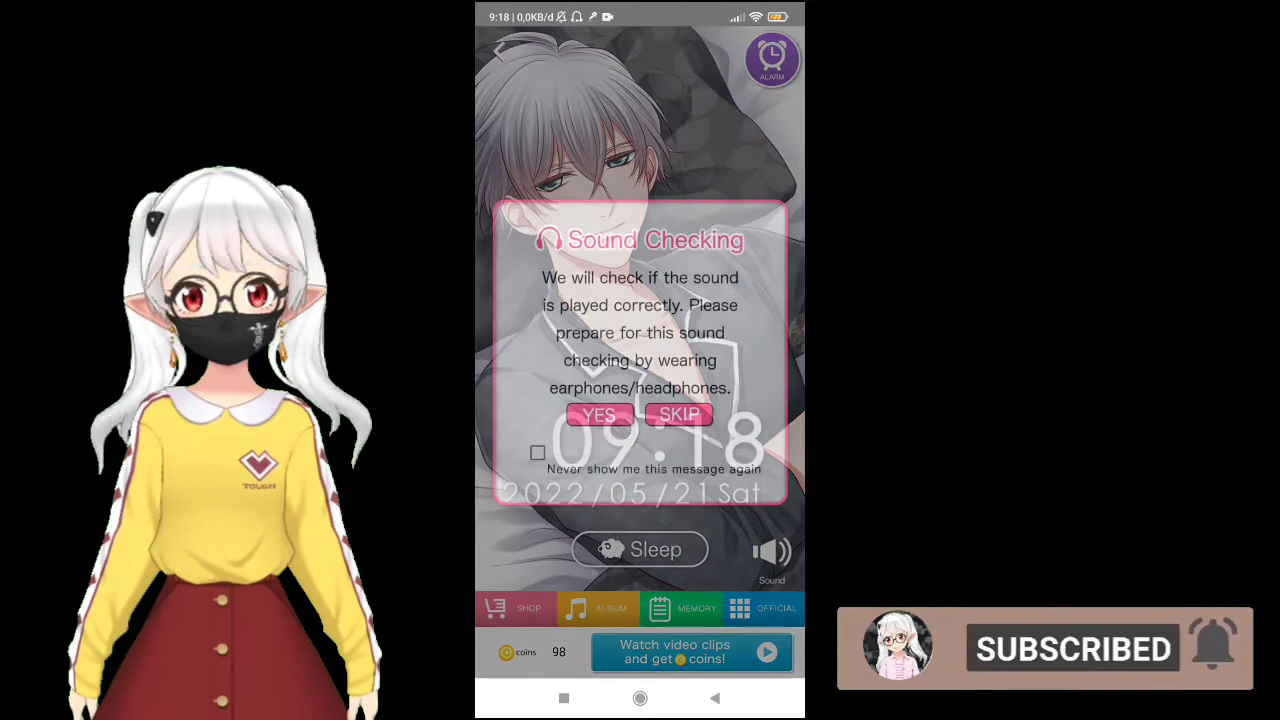 9:18 | 0,0KB/d
ALARM
Sound Checking
We will check if the sound
is played correctly. Please
prepare for this sound
checking by wearing
earphones/headphones.
YES SKIP
09:18
Never show me this message again
2022/05/21 Sat
Sleep
Sound
SHOP ALBUM MEMORY OFFICIAL
C coins 98
Watch video clips
and get C coins!
TOUGH
SUBSCRIBED